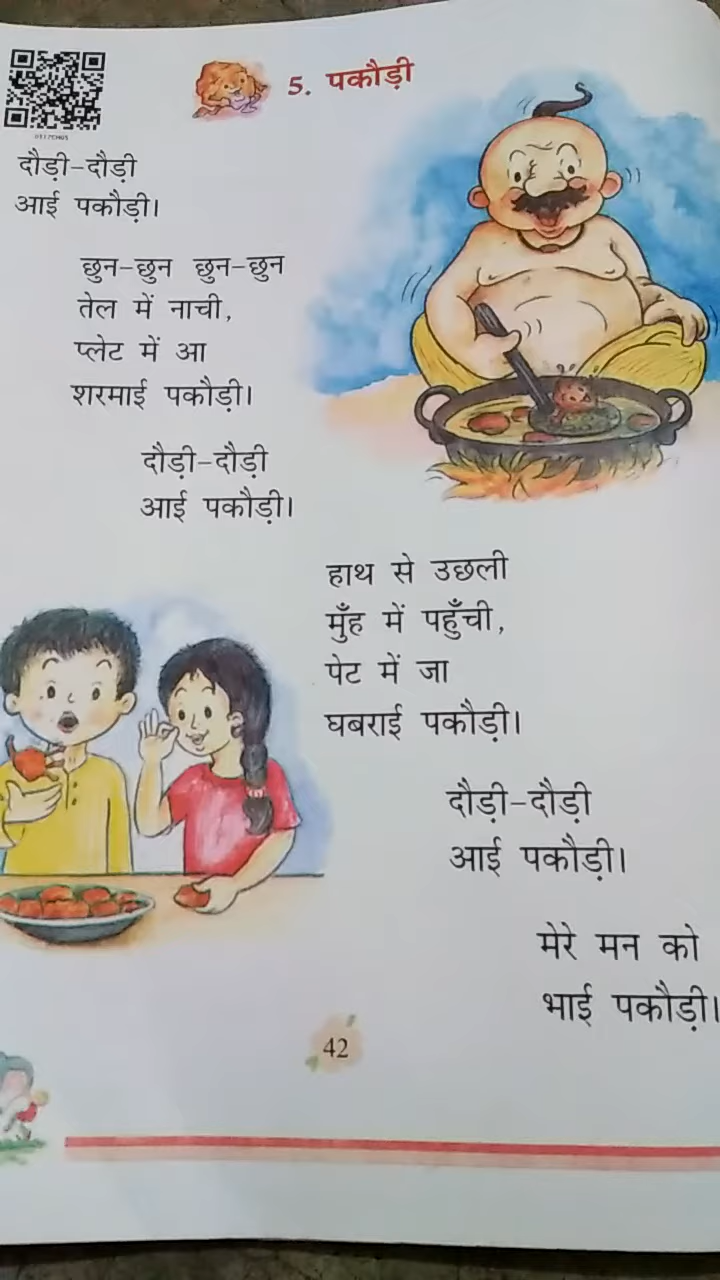 5. पकौड़ी
दौड़ी-दौड़ी
आई पकौड़ी।
छुन-छुन छुन-छुन
तेल में नाची,
प्लेट में आ
शरमाई पकौड़ी।
दौड़ी-दौड़ी
आई पकौड़ी।
हाथ से उछली
मुँह में पहुँची,
पेट में जा
घबराई पकौड़ी।
दौड़ी-दौड़ी
आई पकौड़ी।
मेरे मन को
भाई पकौड़ी।
42